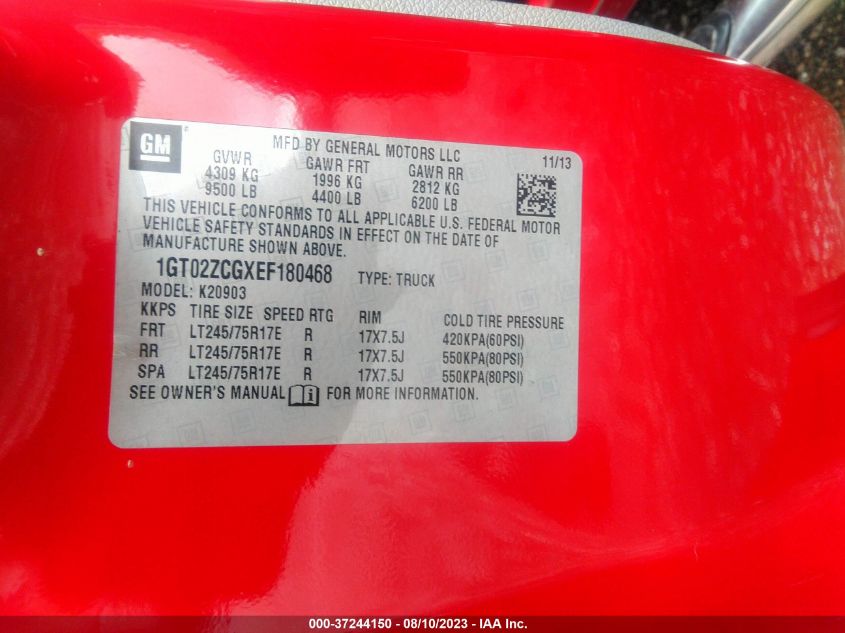 GM
MFD BY GENERAL MOTORS LLC
11/13
GVWR GAWR FRT GAWR RR
4309 KG 1996 KG 2812 KG
9500 LB 4400 LB 6200 LB
THIS VEHICLE CONFORMS TO ALL APPLICABLE U.S. FEDERAL MOTOR
VEHICLE SAFETY STANDARDS IN EFFECT ON THE DATE OF
MANUFACTURE SHOWN ABOVE.
1GT02ZCGXEF180468 TYPE: TRUCK
MODEL: K20903
KKPS TIRE SIZE SPEED RTG RIM COLD TIRE PRESSURE
FRT LT245/75R17E R 17X7.5J 420KPA(60PSI)
RR LT245/75R17E R 17X7.5J 550KPA(80PSI)
SPA LT245/75R17E R 17X7.5J 550KPA(80PSI)
SEE OWNER'S MANUAL FOR MORE INFORMATION.
000-37244150 - 08/10/2023 - IAA Inc.